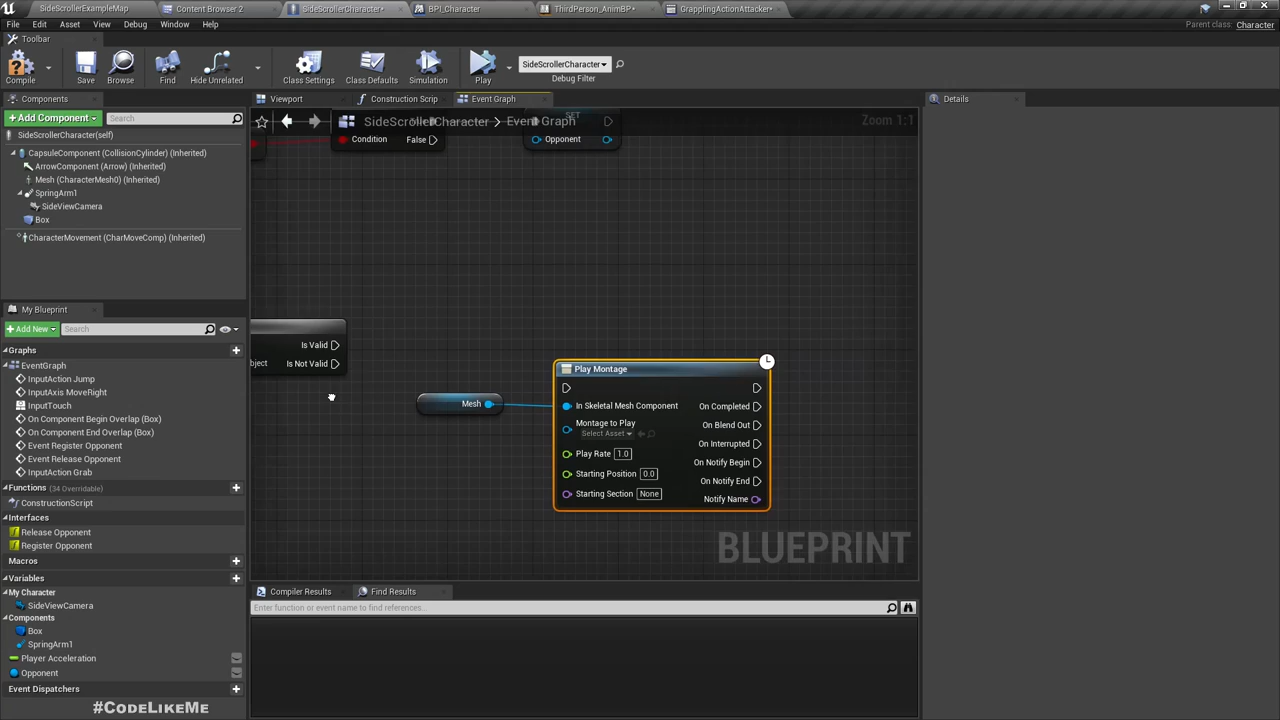 SideScrollerExampleMap
Content Browser 2
SideScrollerCharacter*
BPI_Character
ThirdPerson_AnimBP*
GrapplingActionAttacker*
File Edit Asset View Debug Window Help
Parent class: Character
Toolbar
Compile
Save
Browse
Find
Hide Unrelated
Class Settings
Class Defaults
Simulation
Play
SideScrollerCharacter
Debug Filter
Components
Viewport
Construction Scrip
Event Graph
Details
Add Component
Search
SideScrollerCharacter > Event Graph
Zoom 1:1
SET
SideScrollerCharacter(self)
Condition
False
Opponent
CapsuleComponent (CollisionCylinder) (Inherited)
ArrowComponent (Arrow) (Inherited)
Mesh (CharacterMesh0) (Inherited)
SpringArm1
SideViewCamera
Box
CharacterMovement (CharMoveComp) (Inherited)
My Blueprint
Add New
Search
Graphs
EventGraph
InputAction Jump
InputAxis MoveRight
InputTouch
On Component Begin Overlap (Box)
On Component End Overlap (Box)
Event Register Opponent
Event Release Opponent
InputAction Grab
Functions (34 Overridable)
ConstructionScript
Interfaces
Release Opponent
Register Opponent
Macros
Variables
My Character
SideViewCamera
Components
Box
SpringArm1
Player Acceleration
Opponent
Event Dispatchers
Is Valid
bject
Is Not Valid
Mesh
Play Montage
In Skeletal Mesh Component
On Completed
Montage to Play
Select Asset
On Blend Out
Play Rate 1.0
On Interrupted
On Notify Begin
Starting Position 0.0
On Notify End
Starting Section None
Notify Name
BLUEPRINT
Compiler Results
Find Results
Enter function or event name to find references...
#CodeLikeMe